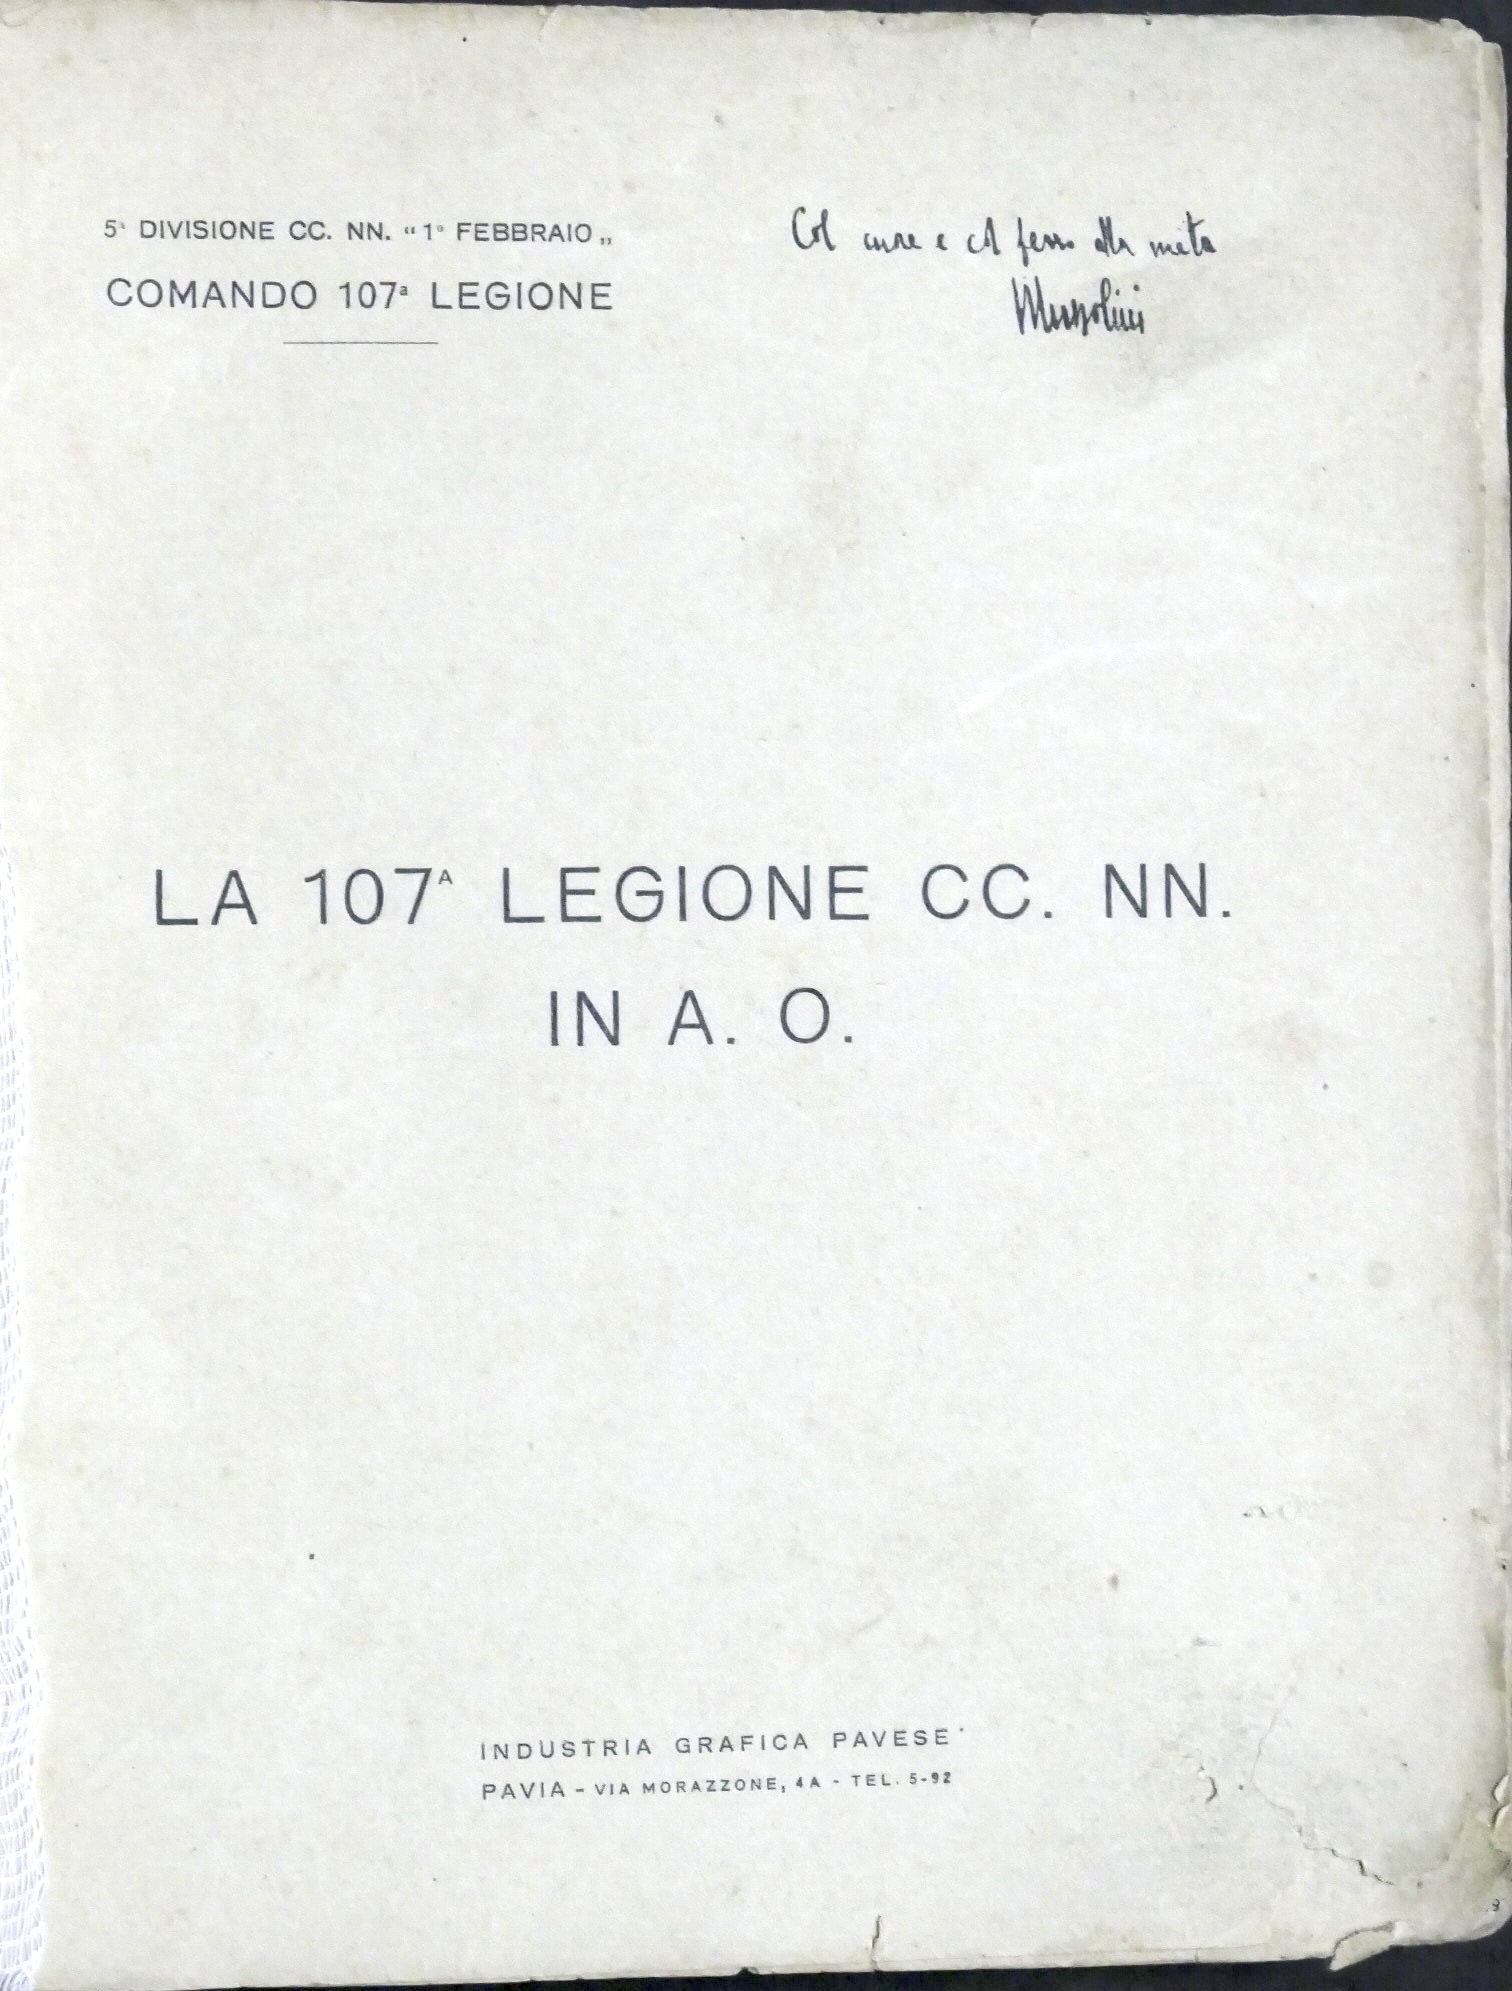 5ª DIVISIONE CC. NN. “1º FEBBRAIO„
COMANDO 107ª LEGIONE
Col cuore e col ferro alla meta
Mussolini
LA 107ᴬ LEGIONE CC. NN.
IN A. O.
INDUSTRIA GRAFICA PAVESE
PAVIA - VIA MORAZZONE, 4A - TEL. 5-92